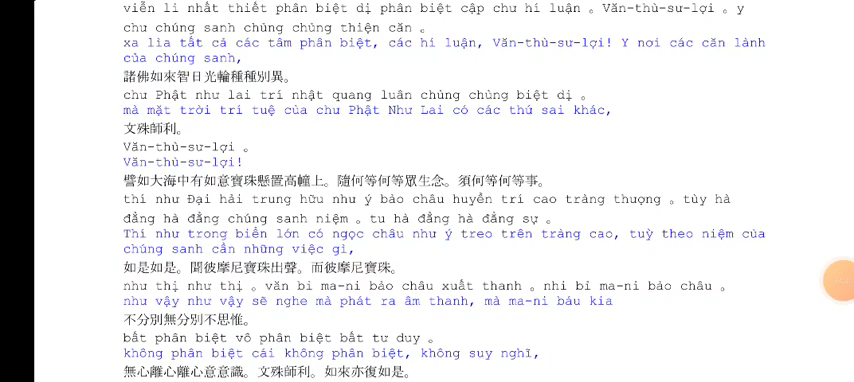 viễn li nhất thiết phân biệt dị phân biệt cập chư hí luận 。Văn-thù-sư-lợi 。y
chư chúng sanh chủng chủng thiện căn 。
xa lìa tất cả các tâm phân biệt, các hí luận, Văn-thù-sư-lợi! Y nơi các căn lành
của chúng sanh,
諸佛如來智日光輪種種別異。
chư Phật như lai trí nhật quang luân chủng chủng biệt dị 。
mà mặt trời trí tuệ của chư Phật Như Lai có các thứ sai khác,
文殊師利。
Văn-thù-sư-lợi 。
Văn-thù-sư-lợi!
譬如大海中有如意寶珠懸置高幢上。隨何等何等眾生念。須何等何等事。
thí như Đại hải trung hữu như ý bảo châu huyền trí cao tràng thượng 。tùy hà
đẳng hà đẳng chúng sanh niệm 。tu hà đẳng hà đẳng sự 。
Thí như trong biển lớn có ngọc châu như ý treo trên tràng cao, tuỳ theo niệm của
chúng sanh cần những việc gì,
如是如是。聞彼摩尼寶珠出聲。而彼摩尼寶珠。
như thị như thị 。văn bỉ ma-ni bảo châu xuất thanh 。nhi bỉ ma-ni bảo châu 。
như vậy như vậy sẽ nghe mà phát ra âm thanh, mà ma-ni báu kia
不分別無分別不思惟。
bất phân biệt vô phân biệt bất tư duy 。
không phân biệt cái không phân biệt, không suy nghĩ,
無心離心離心意意識。文殊師利。如來亦復如是。